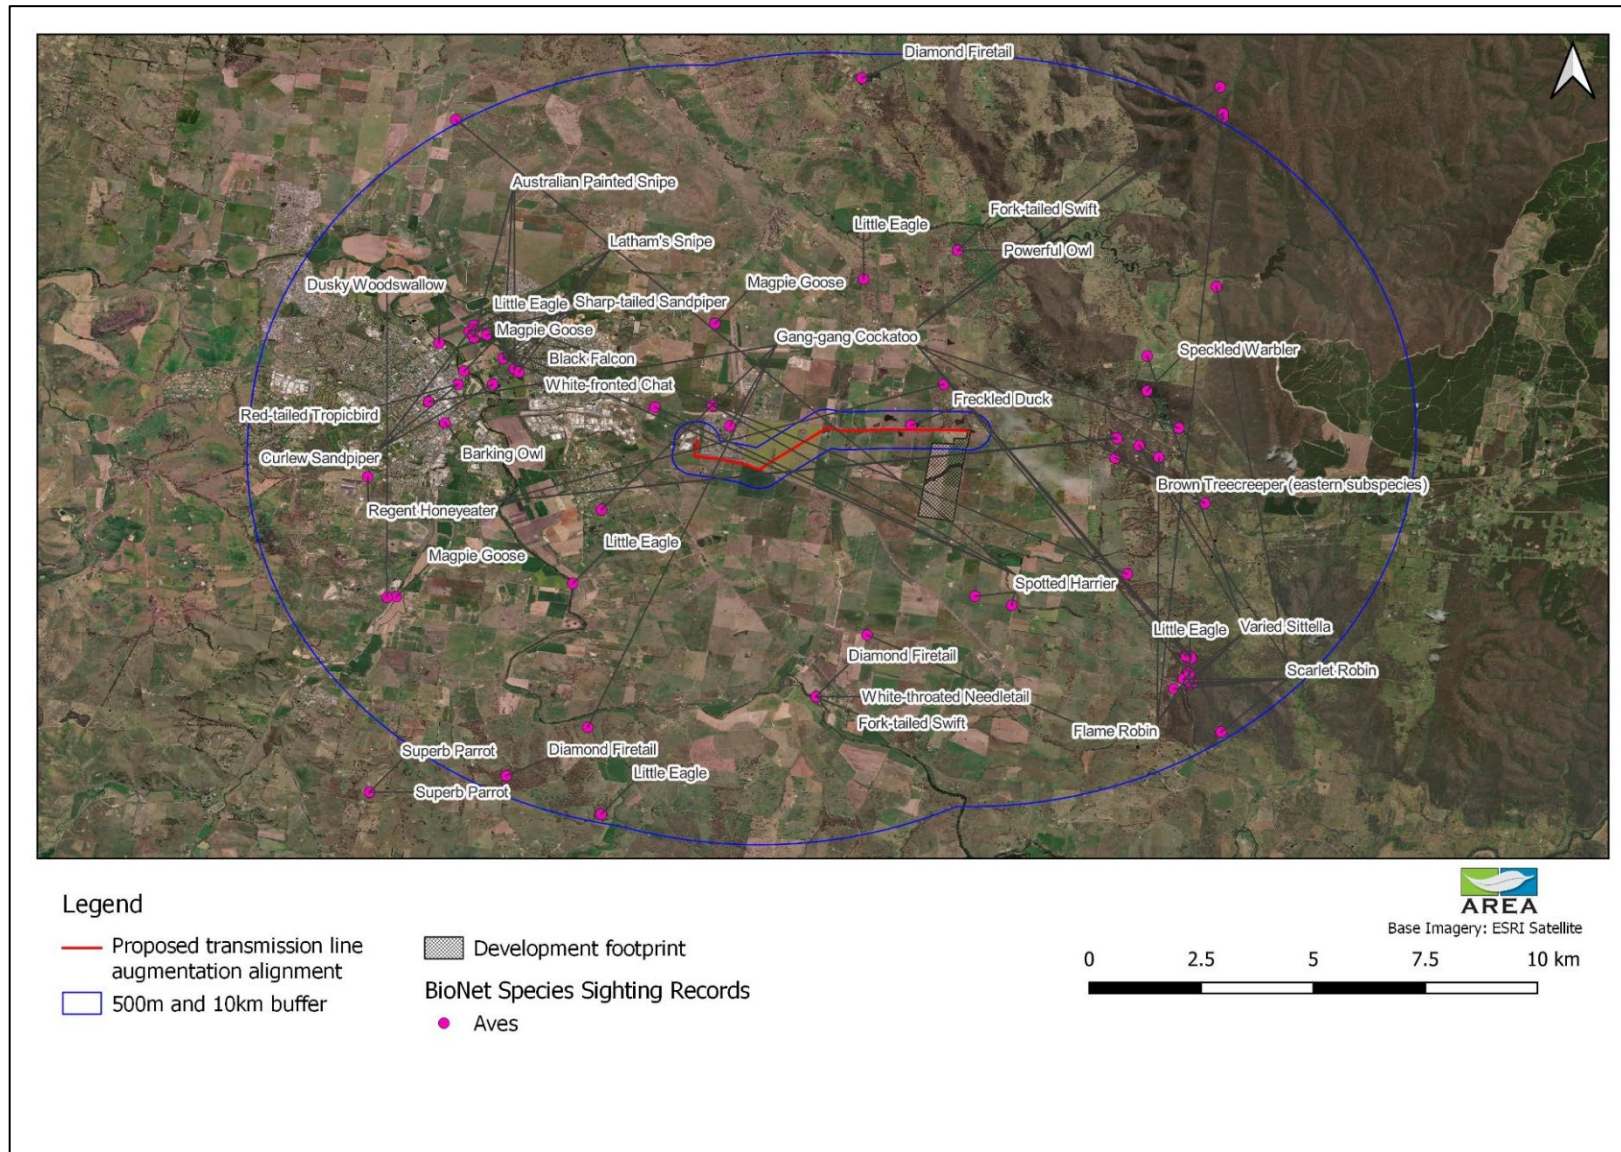 Diamond Firetail
Australian Painted Snipe
Fork-tailed Swift
Little Eagle
Latham's Snipe
Powerful Owl
Dusky Woodswallow
Magpie Goose
Little Eagle
Sharp-tailed Sandpiper
Magpie Goose
Gang-gang Cockatoo
Speckled Warbler
Black Falcon
White-fronted Chat
Freckled Duck
Red-tailed Tropicbird
Barking Owl
Curlew Sandpiper
Brown Treecreeper (eastern subspecies)
Regent Honeyeater
Little Eagle
Magpie Goose
Spotted Harrier
Little Eagle
Varied Sittella
Diamond Firetail
Scarlet Robin
White-throated Needletail
Fork-tailed Swift
Flame Robin
Superb Parrot
Diamond Firetail
Little Eagle
Superb Parrot
Legend
Proposed transmission line
augmentation alignment
500m and 10km buffer
Development footprint
BioNet Species Sighting Records
Aves
AREA
Base Imagery: ESRI Satellite
0 2.5 5 7.5 10 km